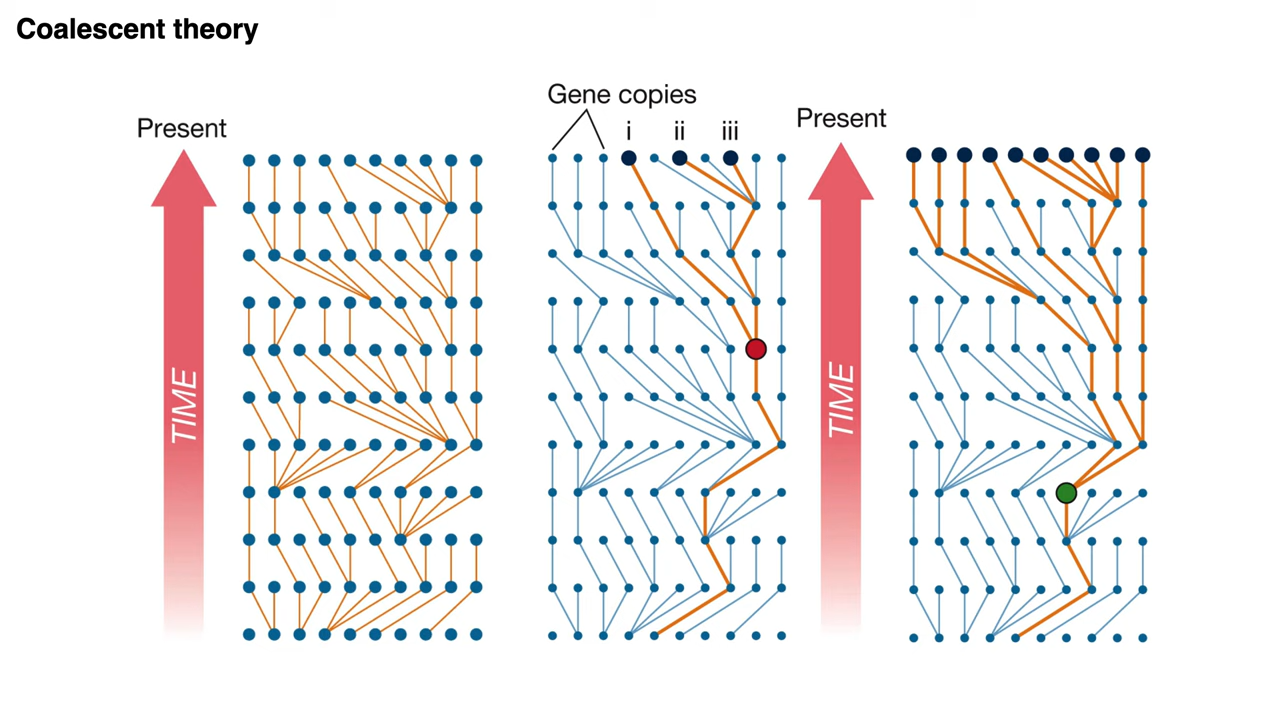 Coalescent theory
Gene copies
Present
i ii iii
Present
TIME
TIME